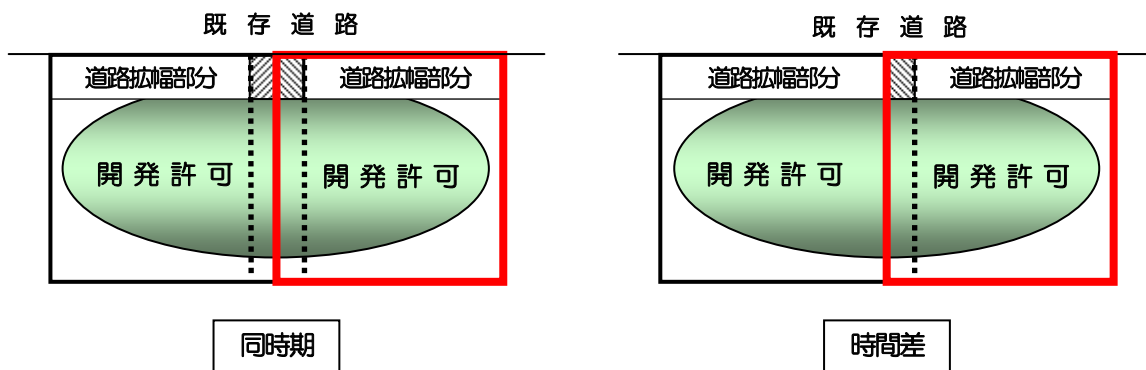 既存道路
道路拡幅部分 道路拡幅部分
開発許可 開発許可
同時期
既存道路
道路拡幅部分 道路拡幅部分
開発許可 開発許可
時間差